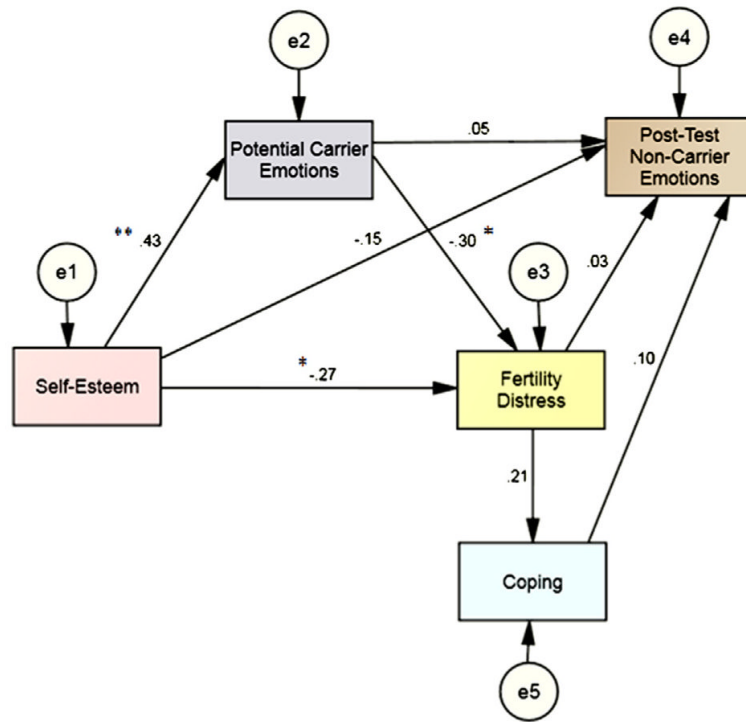 e2
e4
Potential Carrier
Emotions
.05
Post-Test
Non-Carrier
Emotions
** .43
-.15
-.30 *
e1
e3
.03
Self-Esteem
*
-.27
Fertility
Distress
.10
.21
Coping
e5